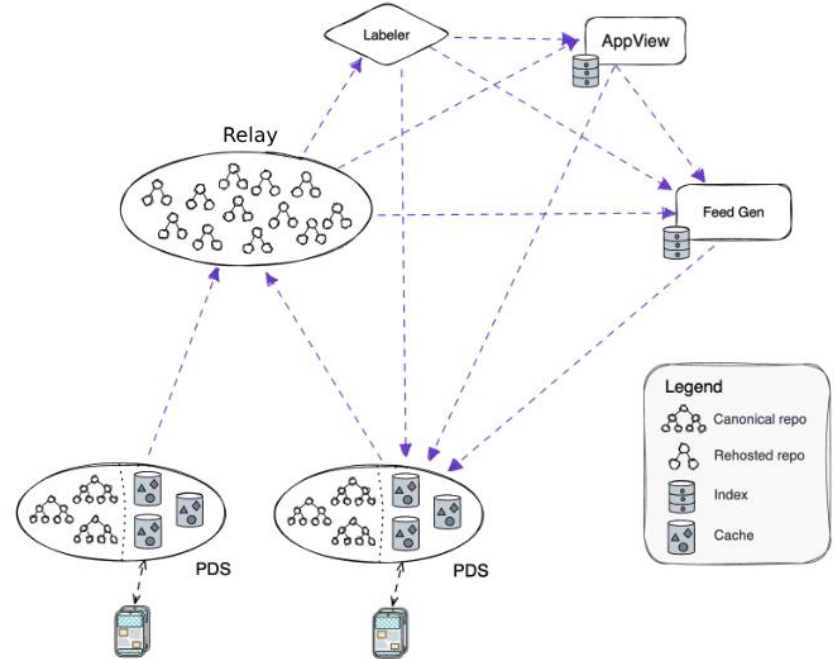 Labeler
AppView
Relay
Feed Gen
Legend
Canonical repo
Rehosted repo
Index
Cache
PDS
PDS